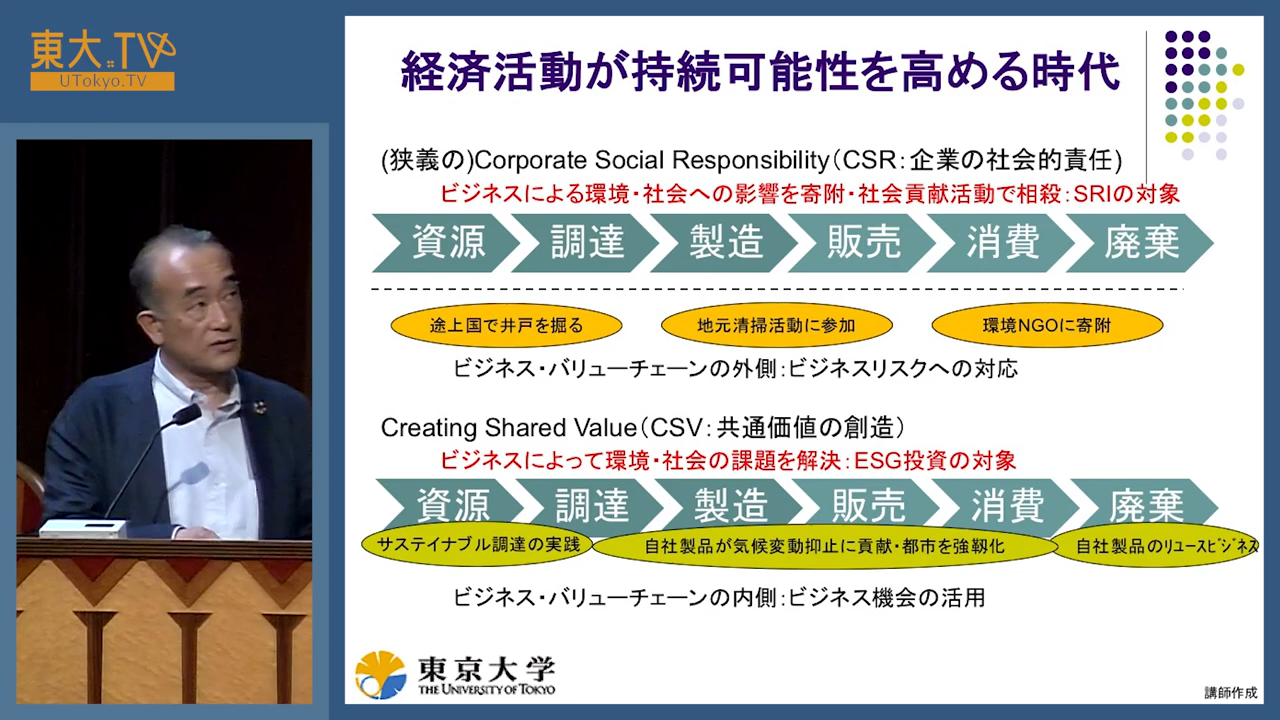 東大.TV
UTokyo.TV
経済活動が持続可能性を高める時代
(狭義の)Corporate Social Responsibility(CSR：企業の社会的責任)
ビジネスによる環境・社会への影響を寄附・社会貢献活動で相殺：SRIの対象
資源 調達 製造 販売 消費 廃棄
途上国で井戸を掘る 地元清掃活動に参加 環境NGOに寄附
ビジネス・バリューチェーンの外側：ビジネスリスクへの対応
Creating Shared Value(CSV：共通価値の創造)
ビジネスによって環境・社会の課題を解決：ESG投資の対象
資源 調達 製造 販売 消費 廃棄
サステイナブル調達の実践 自社製品が気候変動抑止に貢献・都市を強靱化 自社製品のﾘﾕｰｽﾋﾞｼﾞﾈｽ
ビジネス・バリューチェーンの内側：ビジネス機会の活用
東京大学
THE UNIVERSITY OF TOKYO
講師作成